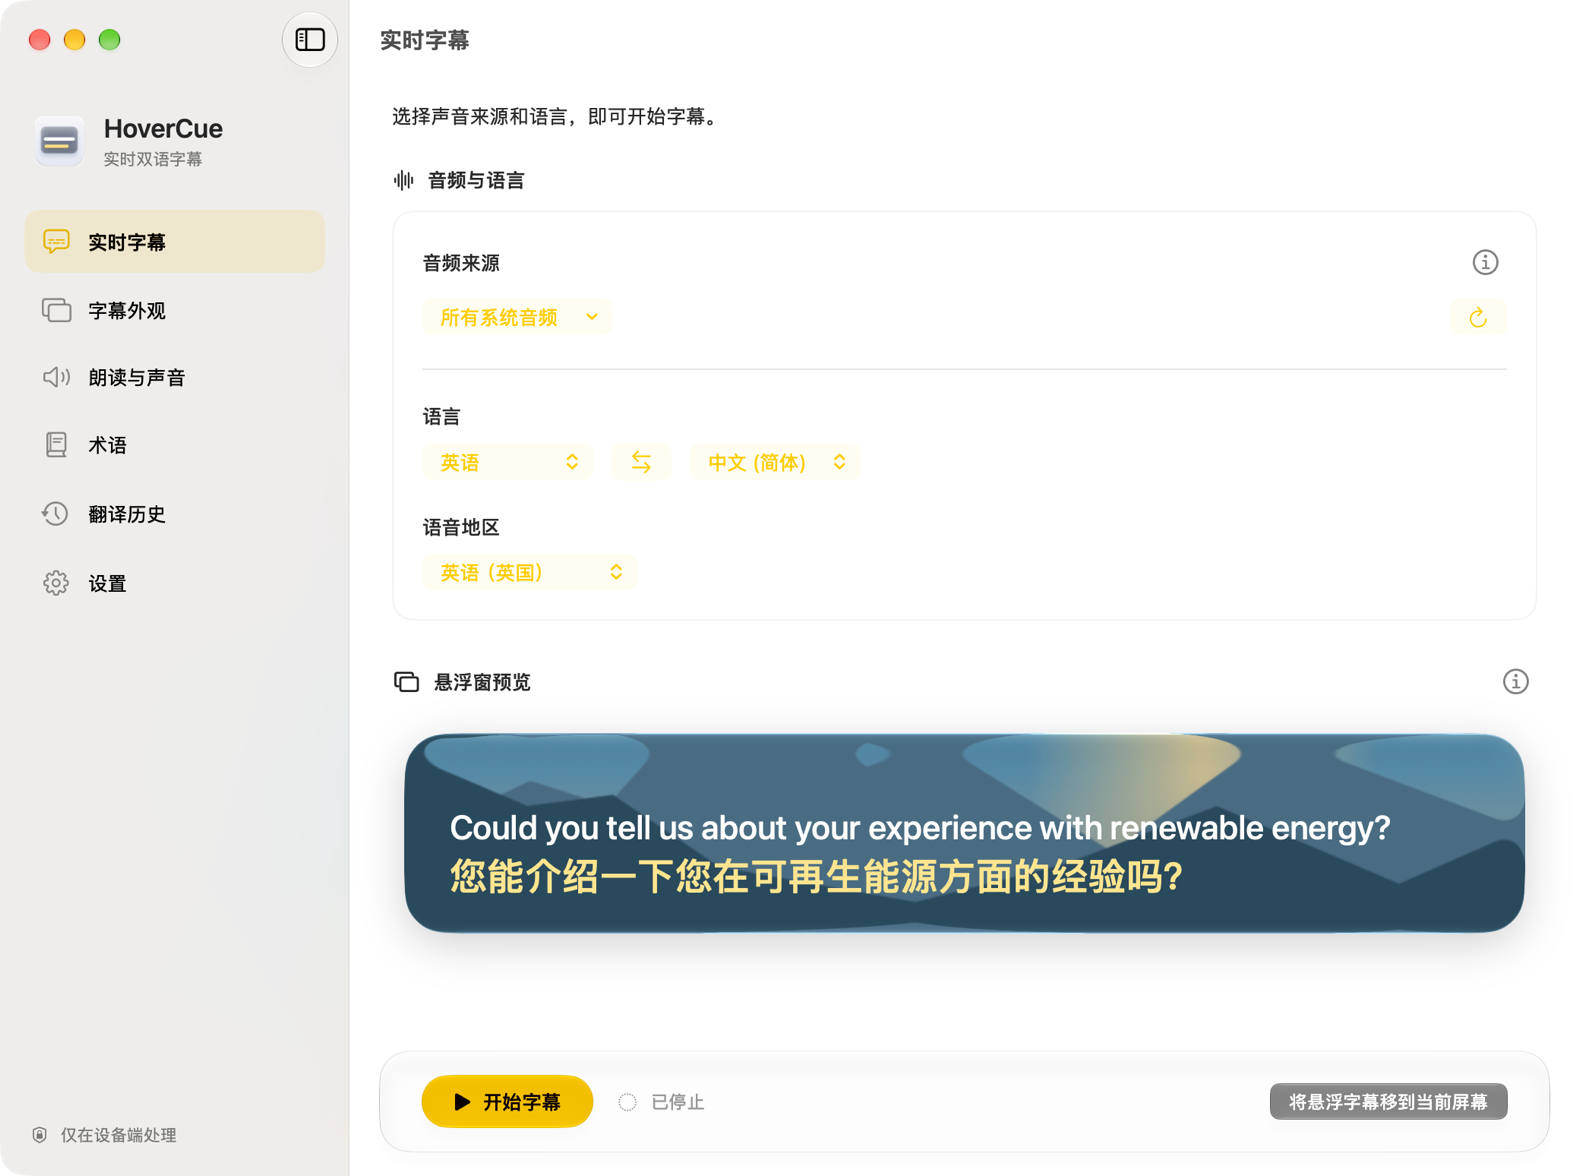 实时字幕
HoverCue
实时双语字幕
实时字幕
字幕外观
朗读与声音
术语
翻译历史
设置
仅在设备端处理
选择声音来源和语言，即可开始字幕。
音频与语言
音频来源
所有系统音频
语言
英语
中文 (简体)
语音地区
英语（英国）
悬浮窗预览
Could you tell us about your experience with renewable energy?
您能介绍一下您在可再生能源方面的经验吗?
开始字幕
已停止
将悬浮字幕移到当前屏幕